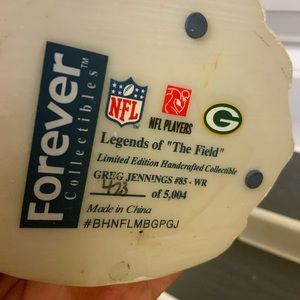 Forever
Collectibles™
NFL
NFL PLAYERS
G
Legends of "The Field"
Limited Edition Handcrafted Collectible
GREG JENNINGS #85 - WR
423 of 5,004
Made in China
#BHNFLMBGPGJ